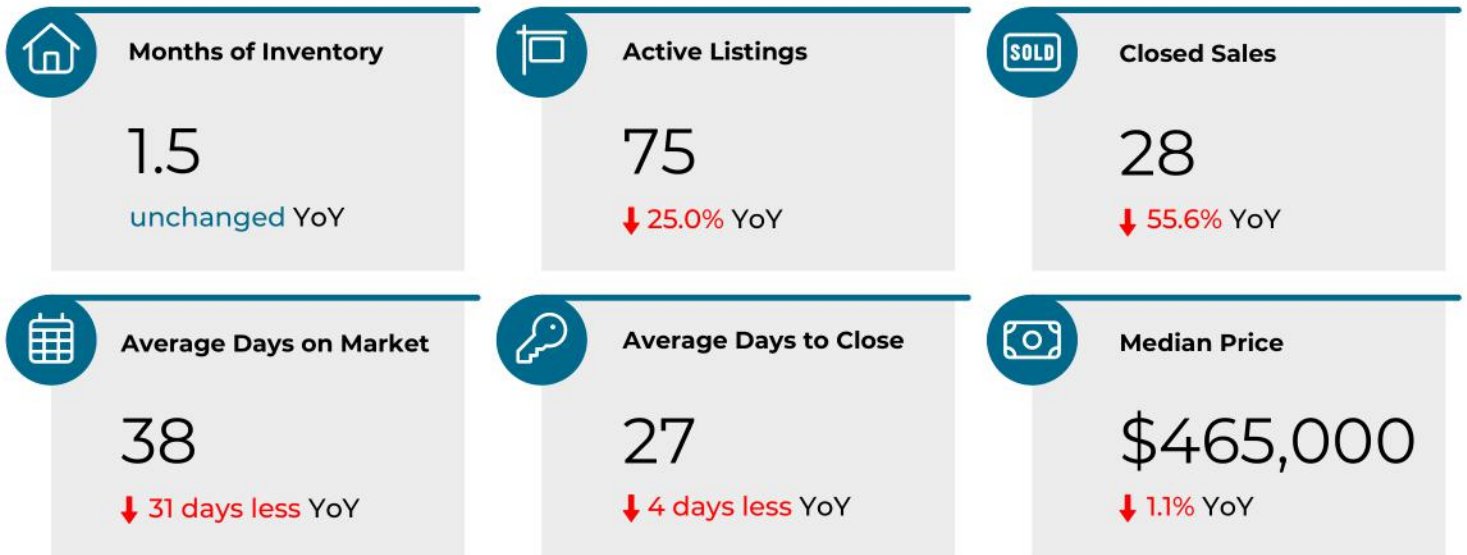 Months of Inventory
1.5
unchanged YoY
Active Listings
75
25.0% YoY
SOLD
Closed Sales
28
55.6% YoY
Average Days on Market
38
31 days less YoY
Average Days to Close
27
4 days less YoY
Median Price
$465,000
1.1% YoY